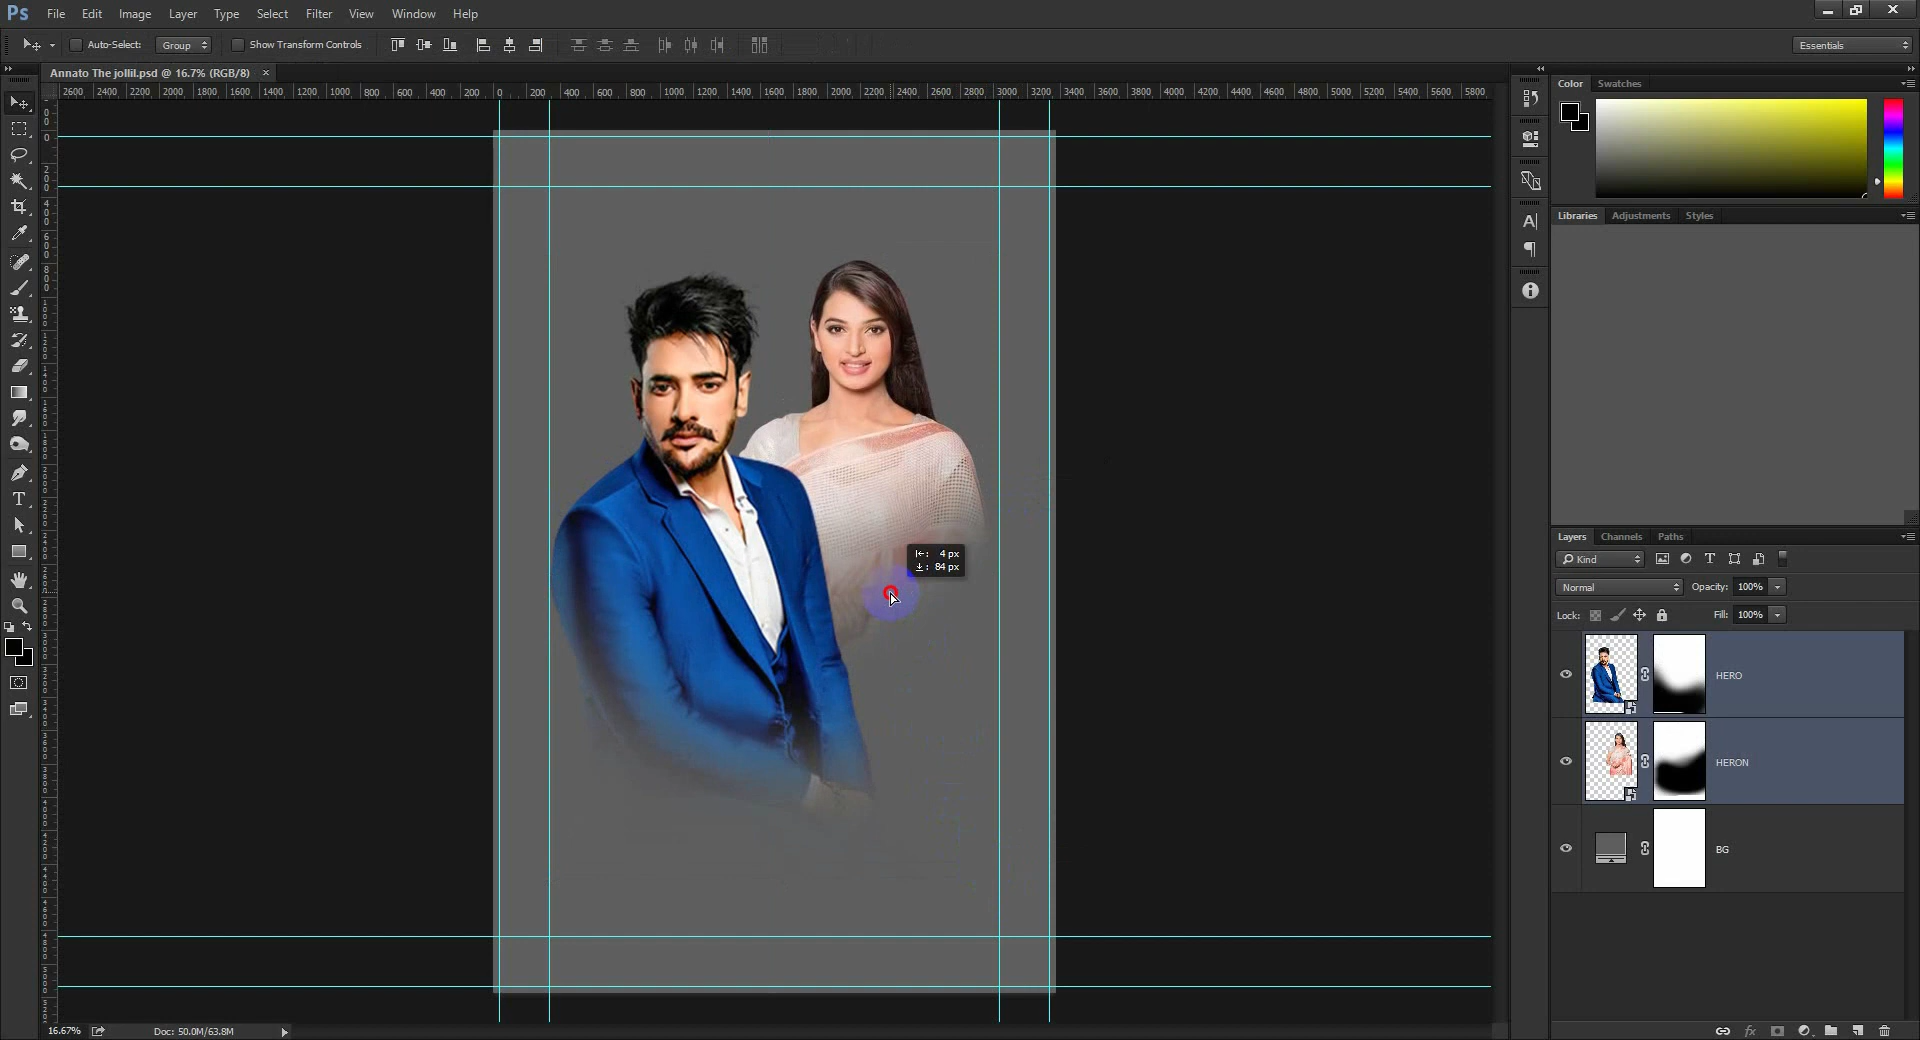 Ps File Edit Image Layer Type Select Filter View Window Help
Auto-Select: Group Show Transform Controls Essentials
Annato The jollil.psd @ 16.7% (RGB/8) ×
2600 2400 2200 2000 1800 1600 1400 1200 1000 800 600 400 200 0 200 400 600 800 1000 1200 1400 1600 1800 2000 2200 2400 2600 2800 3000 3200 3400 3600 3800 4000 4200 4400 4600 4800 5000 5200 5400 5600 5800
Color Swatches
Libraries Adjustments Styles
4 px
84 px
Layers Channels Paths
Kind
Normal Opacity: 100%
Lock: Fill: 100%
HERO
HERON
BG
fx
16.67% Doc: 50.0M/63.8M